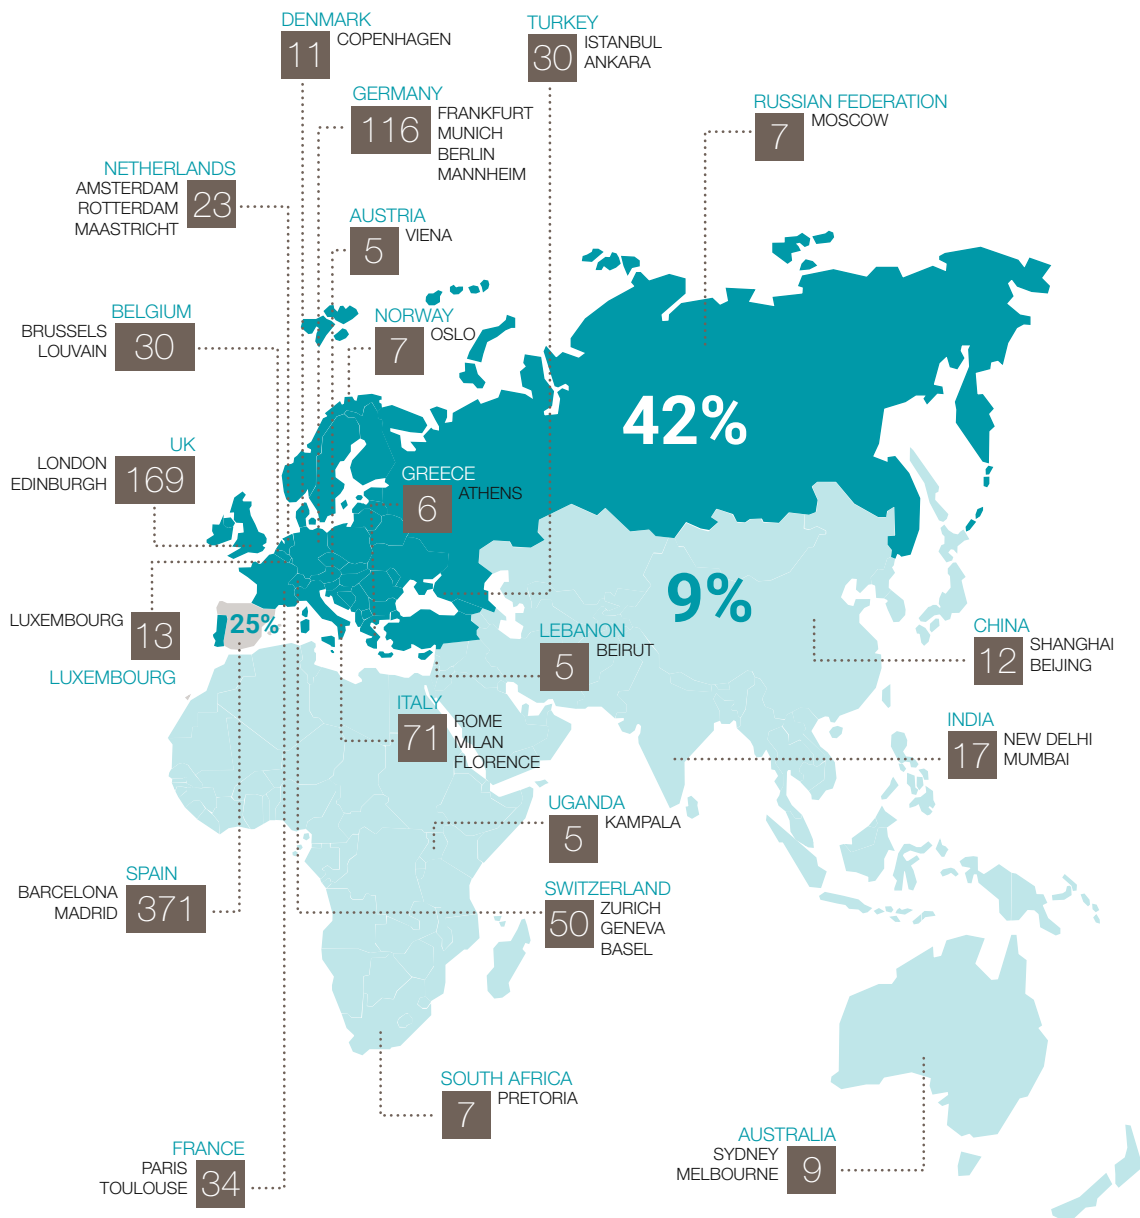 DENMARK
11
COPENHAGEN
TURKEY
30
ISTANBUL
ANKARA
GERMANY
116
FRANKFURT
MUNICH
BERLIN
MANNHEIM
RUSSIAN FEDERATION
7
MOSCOW
NETHERLANDS
AMSTERDAM
ROTTERDAM
MAASTRICHT
23
AUSTRIA
5
VIENA
BELGIUM
BRUSSELS
LOUVAIN
30
NORWAY
7
OSLO
42%
UK
LONDON
EDINBURGH
169
GREECE
6
ATHENS
9%
LUXEMBOURG
13
LUXEMBOURG
25%
LEBANON
5
BEIRUT
CHINA
12
SHANGHAI
BEIJING
ITALY
71
ROME
MILAN
FLORENCE
INDIA
17
NEW DELHI
MUMBAI
UGANDA
5
KAMPALA
SPAIN
BARCELONA
MADRID
371
SWITZERLAND
50
ZURICH
GENEVA
BASEL
SOUTH AFRICA
7
PRETORIA
FRANCE
PARIS
TOULOUSE
34
AUSTRALIA
SYDNEY
MELBOURNE
9